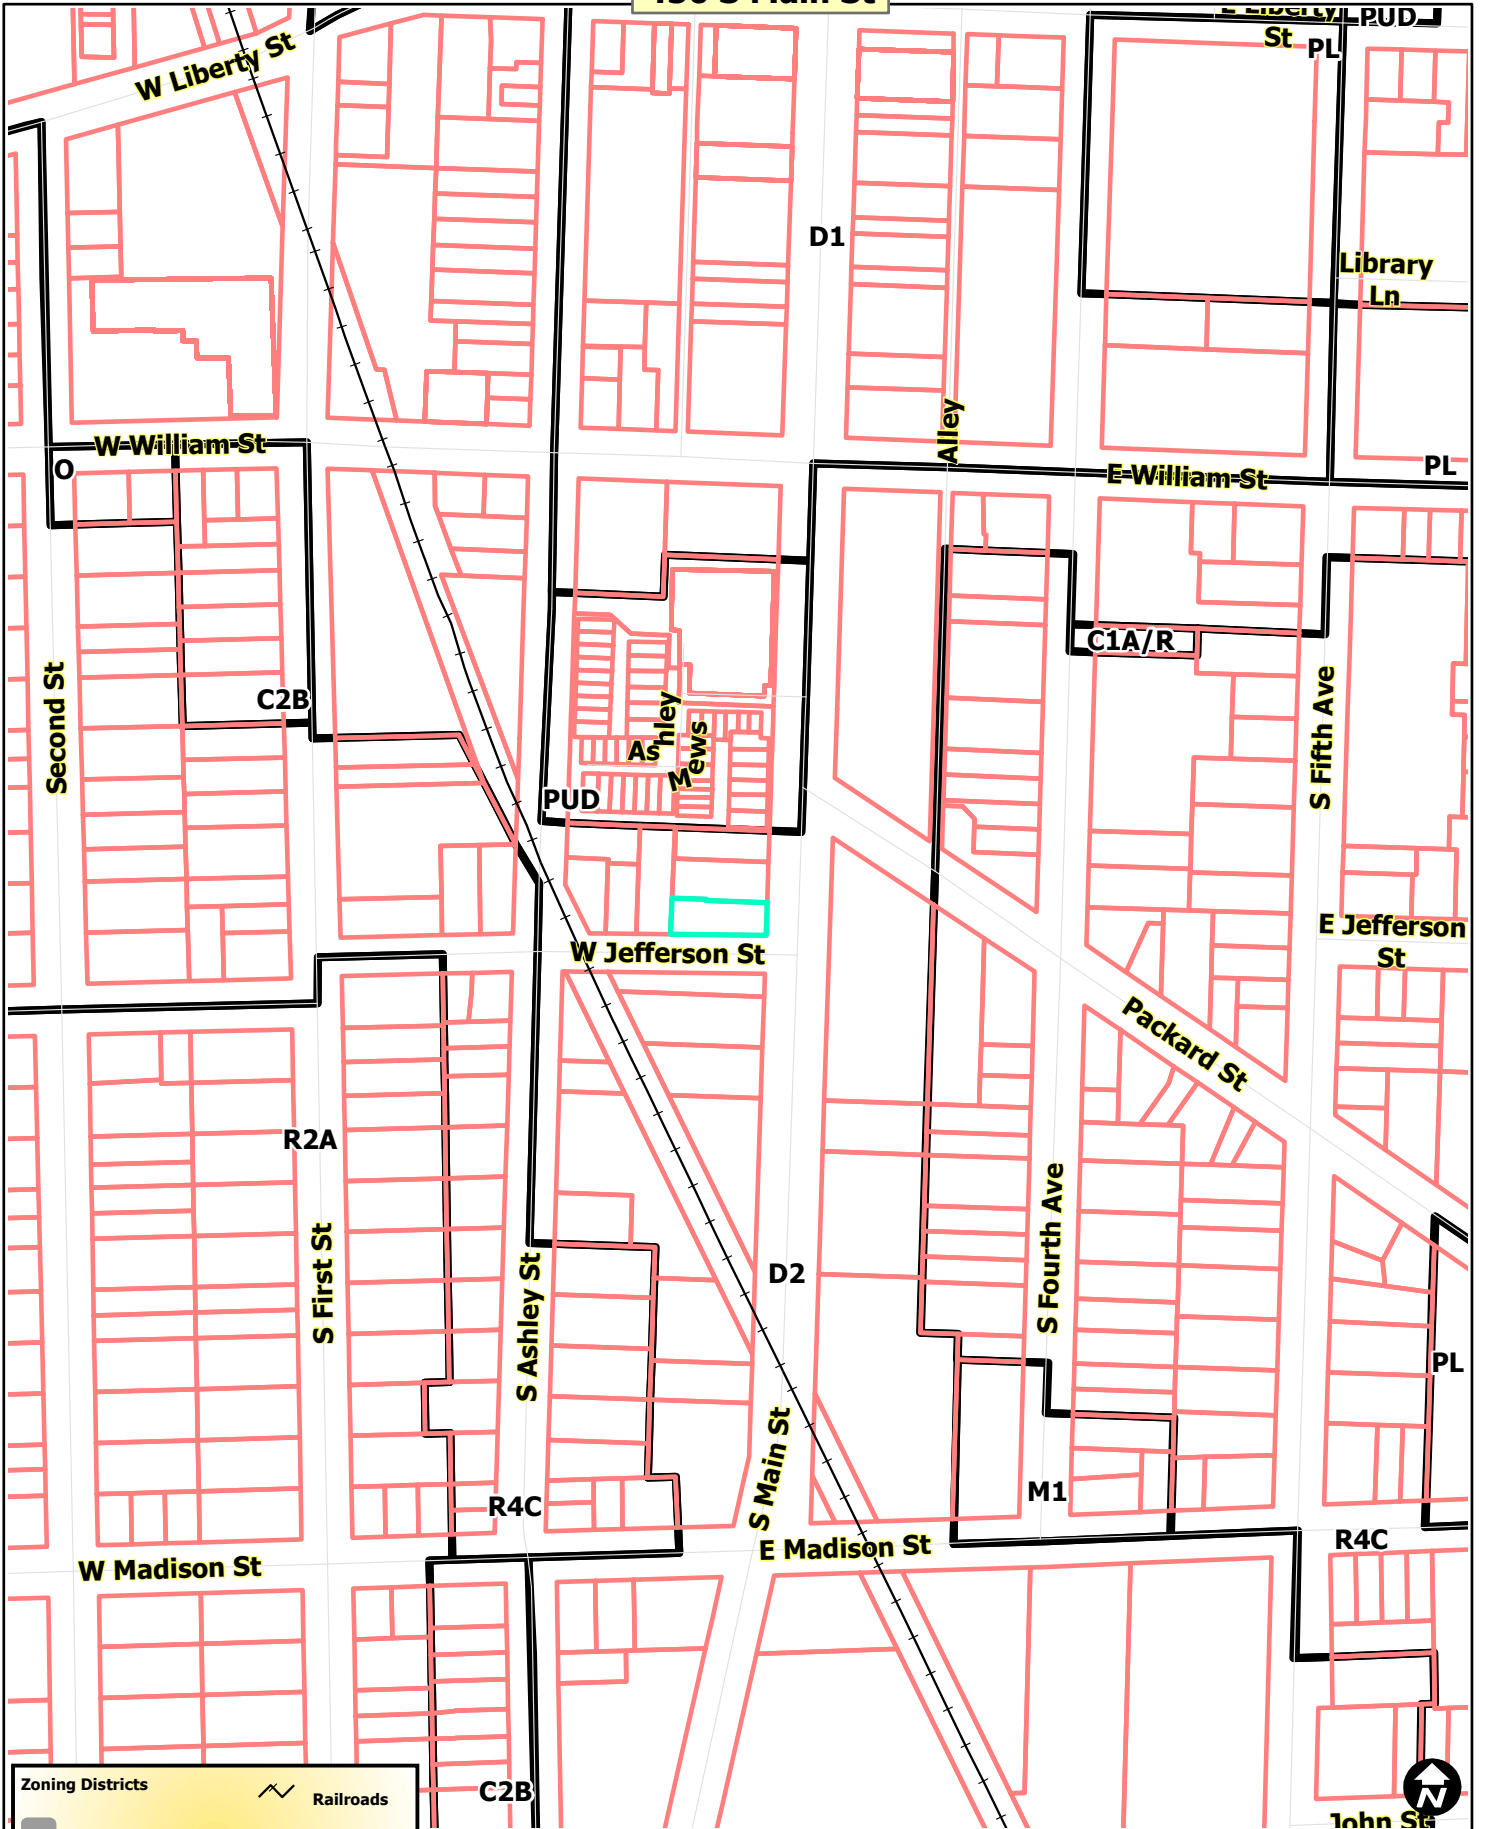 E Liberty
St
PUD
PL
W Liberty St
D1
Library
Ln
Alley
W William St
O
E William St
PL
C1A/R
Second St
C2B
Ashley
Mews
S Fifth Ave
PUD
E Jefferson
St
W Jefferson St
Packard St
R2A
S First St
S Ashley St
D2
S Fourth Ave
PL
S Main St
R4C
M1
E Madison St
R4C
W Madison St
C2B
Zoning Districts
Railroads
N
John St